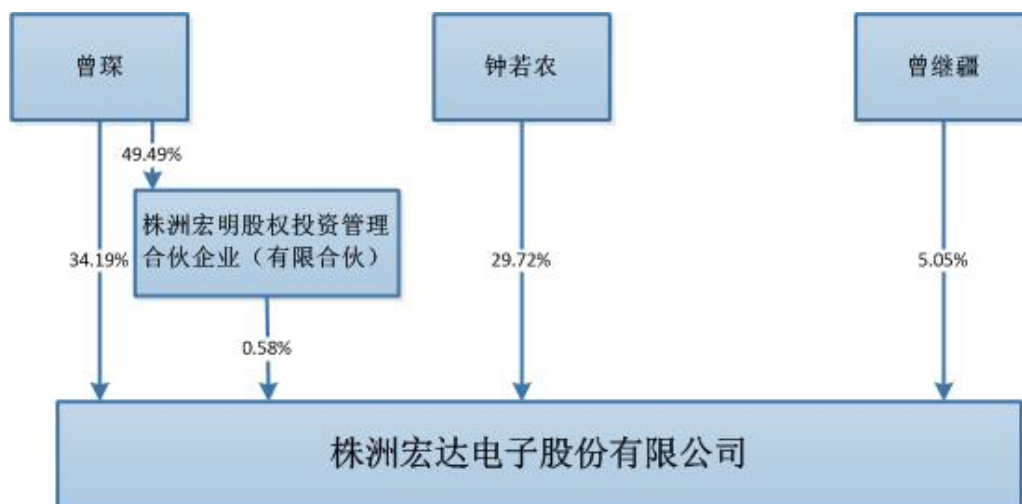 曾琛
钟若农
曾继疆
49.49%
株洲宏明股权投资管理
合伙企业（有限合伙）
34.19%
29.72%
5.05%
0.58%
株洲宏达电子股份有限公司